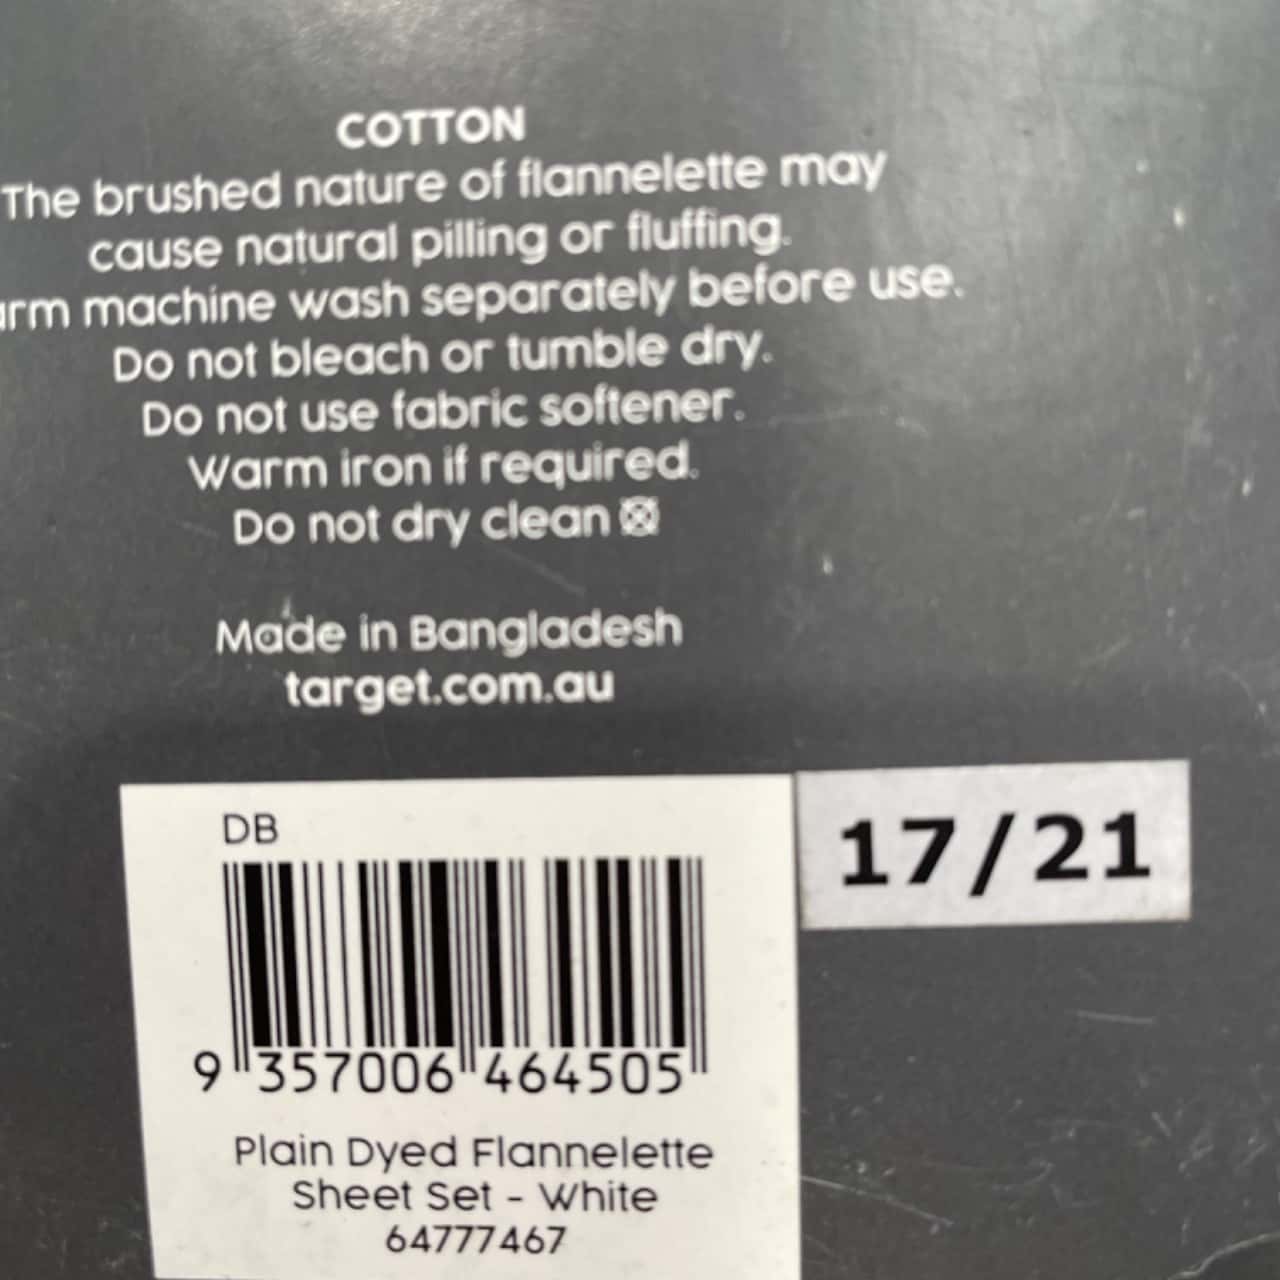 COTTON
The brushed nature of flannelette may
cause natural pilling or fluffing.
arm machine wash separately before use.
Do not bleach or tumble dry.
Do not use fabric softener.
Warm iron if required.
Do not dry clean
Made in Bangladesh
target.com.au
DB
17/21
9 357006 464505
Plain Dyed Flannelette
Sheet Set - White
64777467